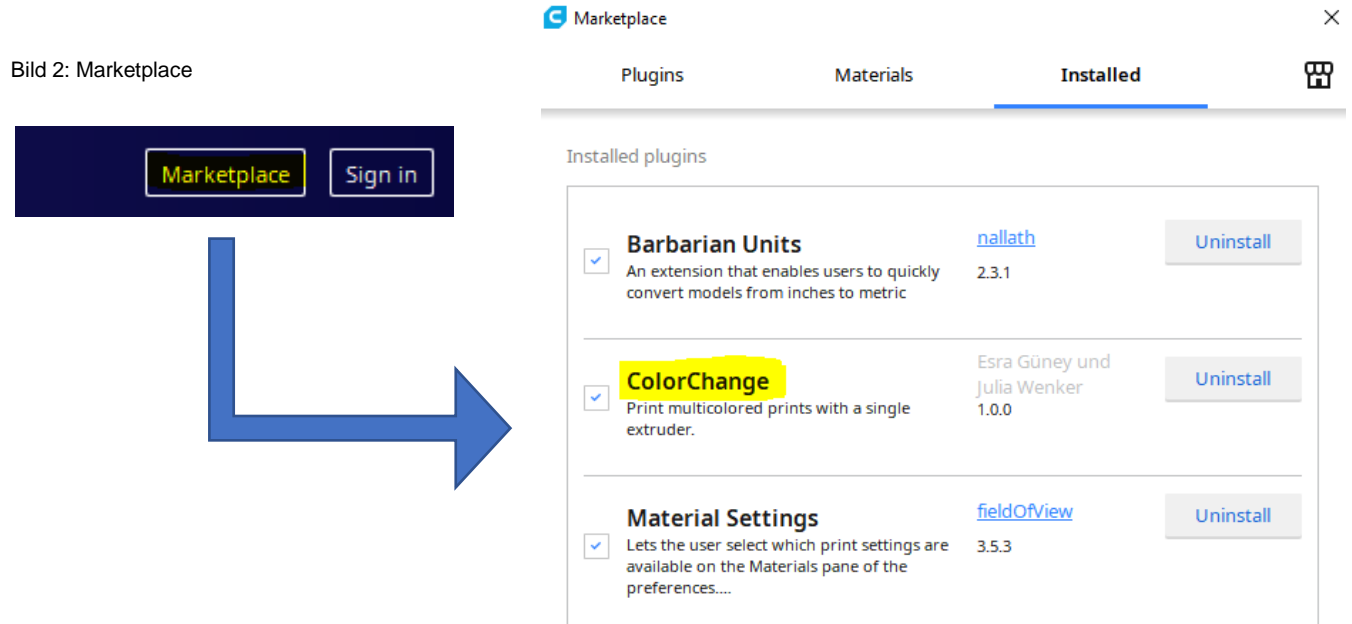 Bild 2: Marketplace
Marketplace
Sign in
Marketplace
Plugins
Materials
Installed
Installed plugins
Barbarian Units
An extension that enables users to quickly
convert models from inches to metric
nallath
2.3.1
Uninstall
ColorChange
Print multicolored prints with a single
extruder.
Esra Güney und
Julia Wenker
1.0.0
Uninstall
Material Settings
Lets the user select which print settings are
available on the Materials pane of the
preferences....
fieldOfView
3.5.3
Uninstall